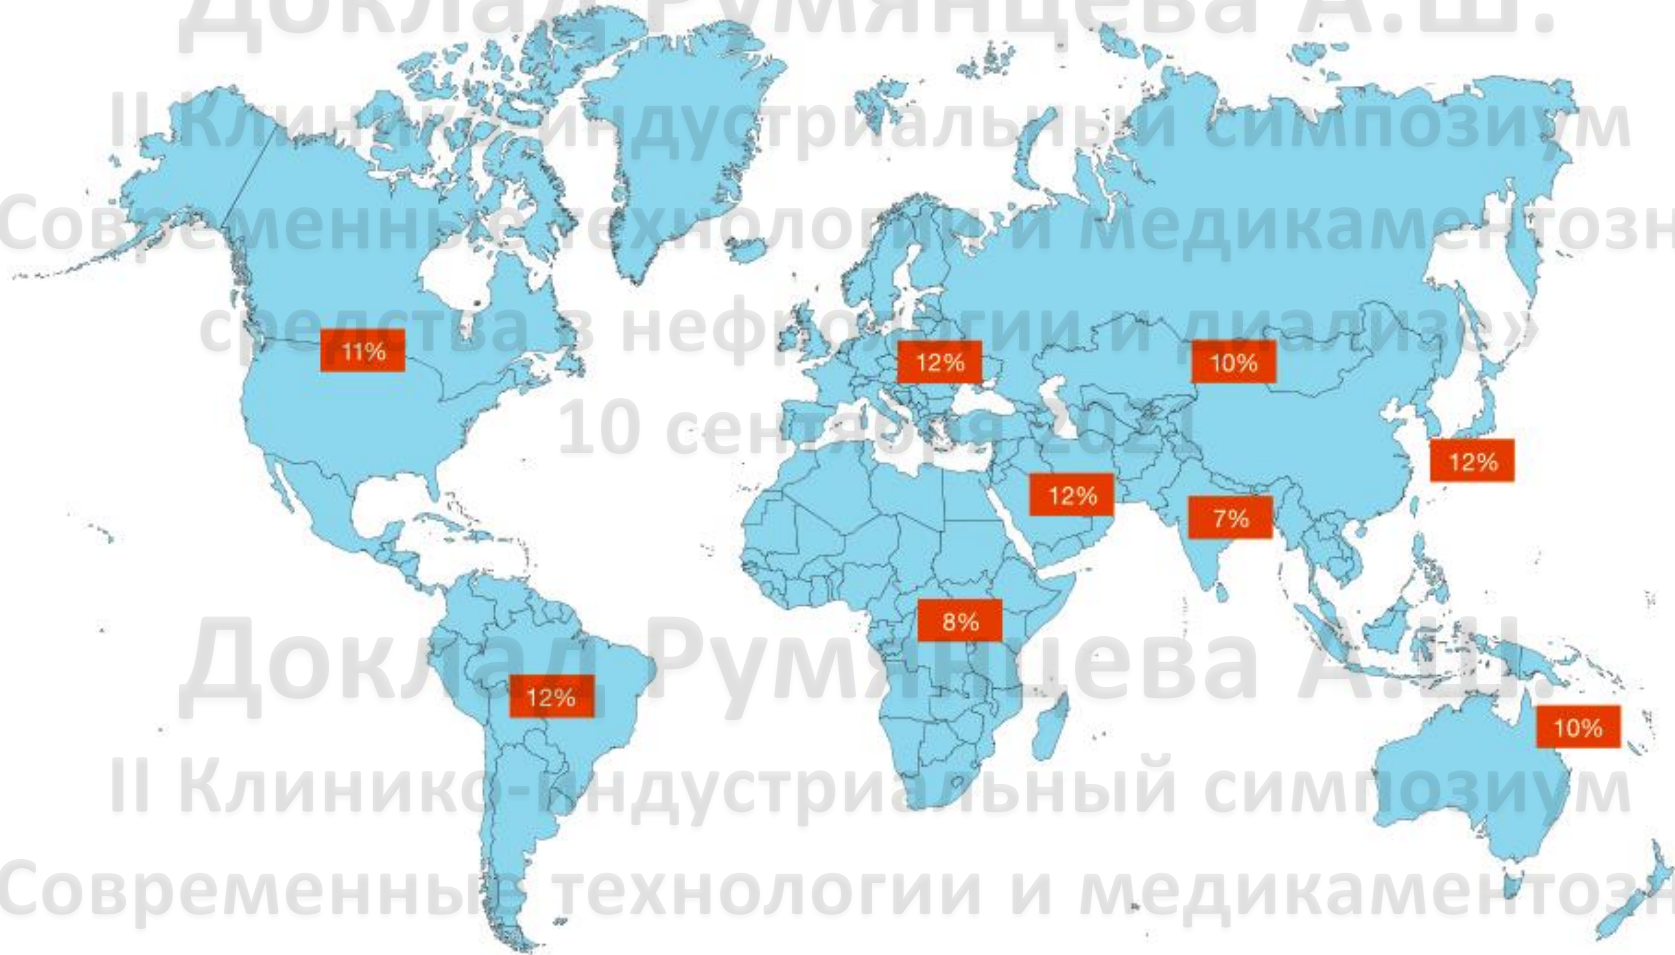 Доклад Румянцева А.Ш.
II Клинико-индустриальный симпозиум
Современные технологии и медикаментозн
средства в нефрологии и диализе»
11%
12%
10%
10 сентября 2021
12%
12%
7%
8%
Доклад Румянцева А.Ш.
12%
10%
II Клинико-индустриальный симпозиум
Современные технологии и медикаментозн